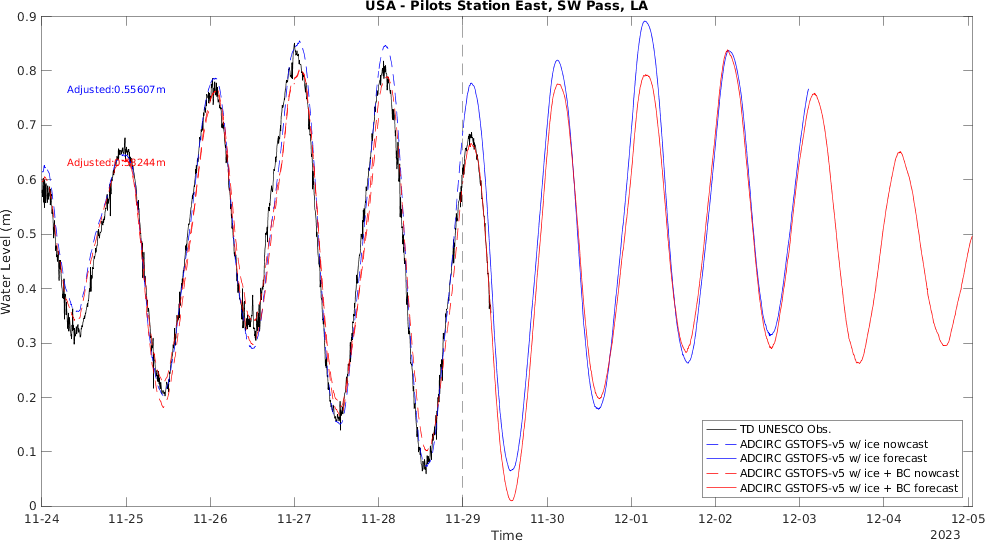 USA - Pilots Station East, SW Pass, LA
Water Level (m)
0.9
0.8
0.7
0.6
0.5
0.4
0.3
0.2
0.1
0
Adjusted:0.55607m
TD UNESCO Obs.
ADCIRC GSTOFS-v5 w/ ice nowcast
ADCIRC GSTOFS-v5 w/ ice forecast
ADCIRC GSTOFS-v5 w/ ice + BC nowcast
ADCIRC GSTOFS-v5 w/ ice + BC forecast
11-24 11-25 11-26 11-27 11-28 11-29 11-30 12-01 12-02 12-03 12-04 12-05
Time
2023